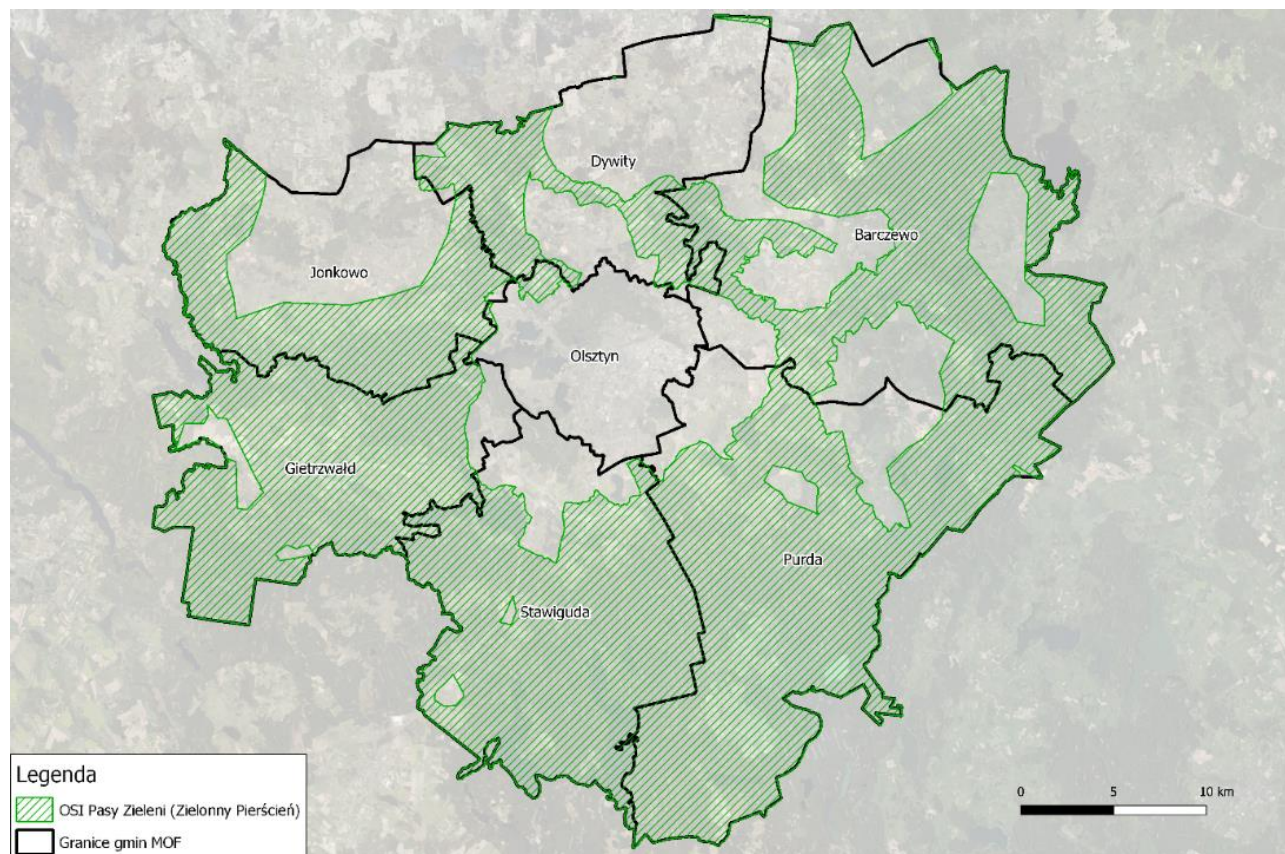 Dywity
Barczewo
Jonkowo
Olsztyn
Gietrzwałd
Purda
Stawiguda
Legenda
OSI Pasy Zieleni (Zielonny Pierścień)
Granice gmin MOF
0 5 10 km